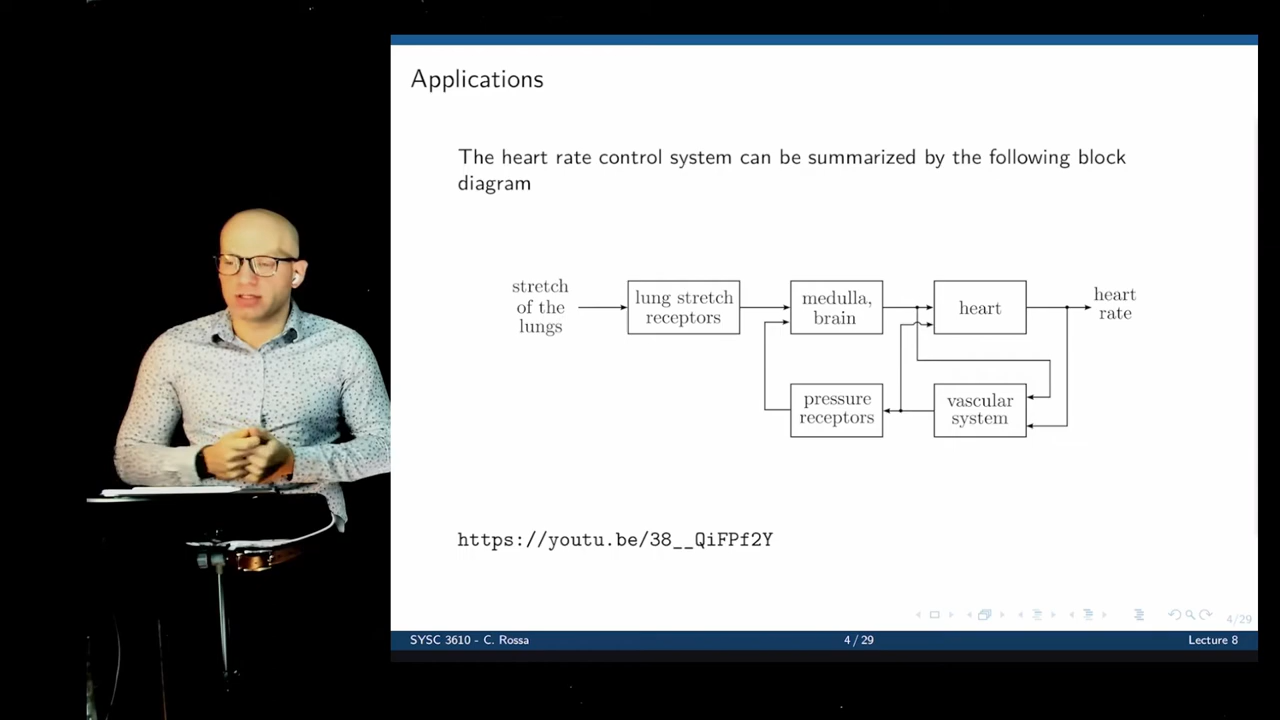 Applications
The heart rate control system can be summarized by the following block
diagram
stretch
of the
lungs
lung stretch
receptors
medulla,
brain
heart
heart
rate
pressure
receptors
vascular
system
https://youtu.be/38__QiFPf2Y
4/29
SYSC 3610 - C. Rossa
4 / 29
Lecture 8